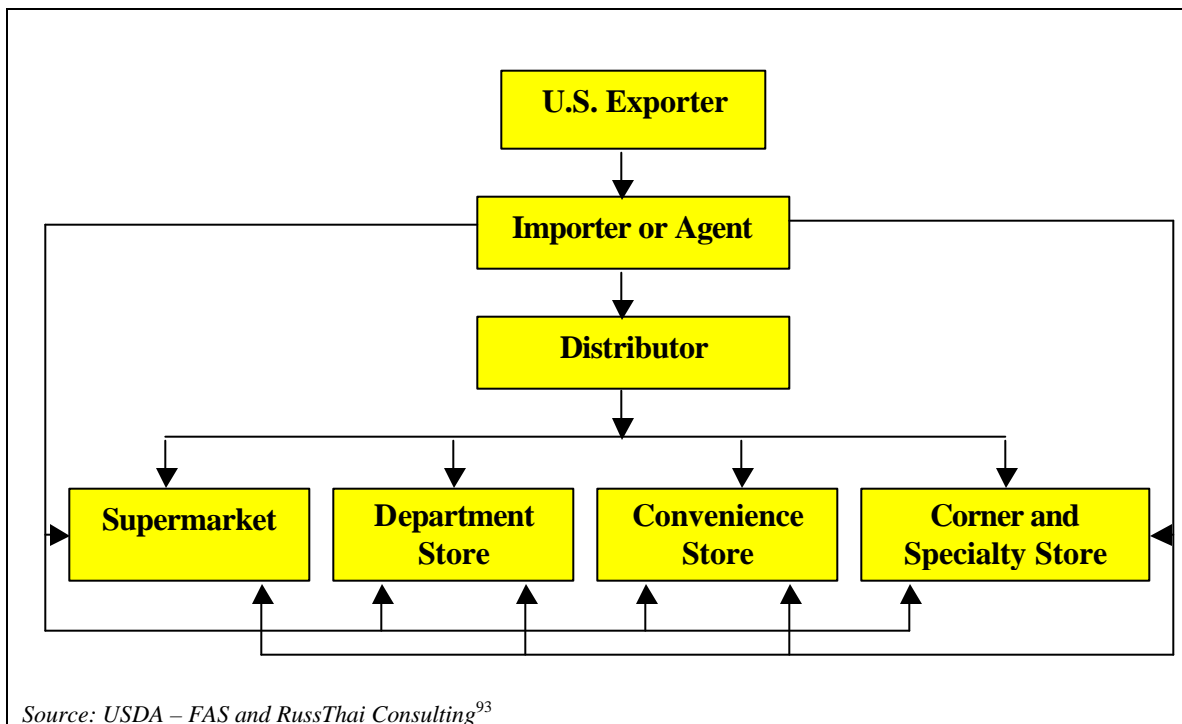 U.S. Exporter
Importer or Agent
Distributor
Supermarket
Department
Store
Convenience
Store
Corner and
Specialty Store
Source: USDA – FAS and RussThai Consulting93